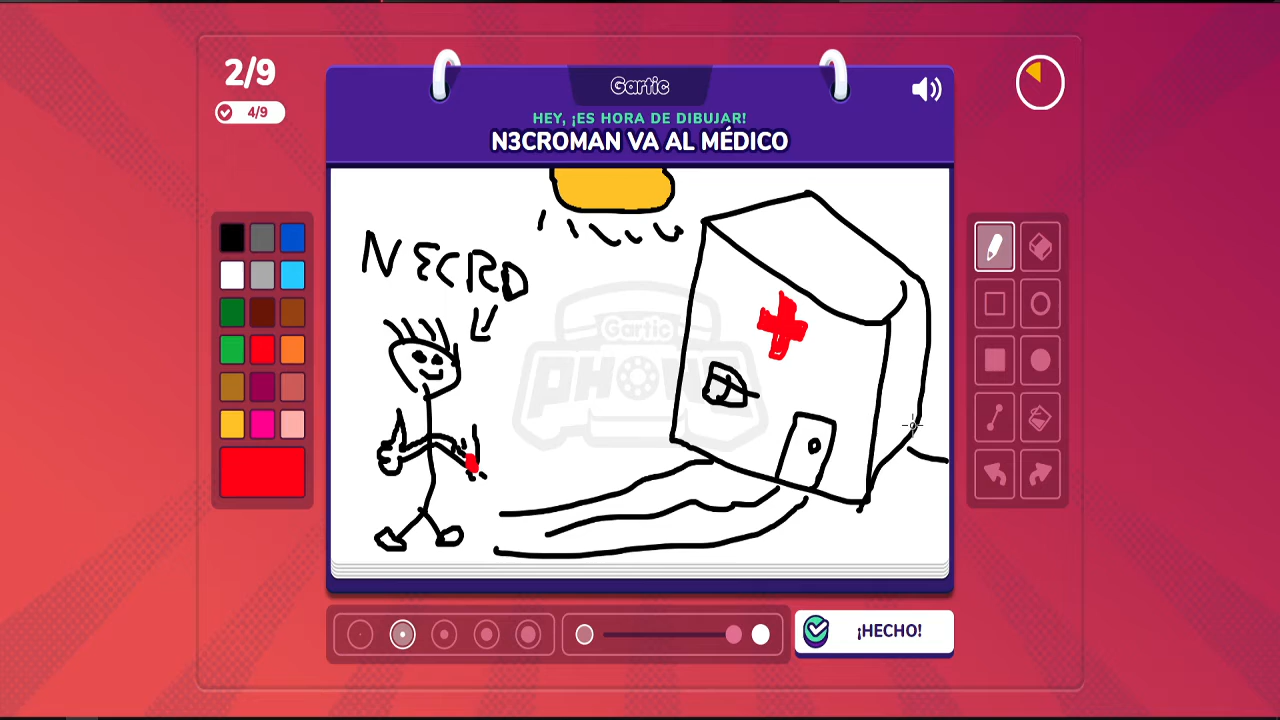 2/9
4/9
Gartic
HEY, ¡ES HORA DE DIBUJAR!
N3CROMAN VA AL MÉDICO
NECRO
Gartic
PHONE
¡HECHO!